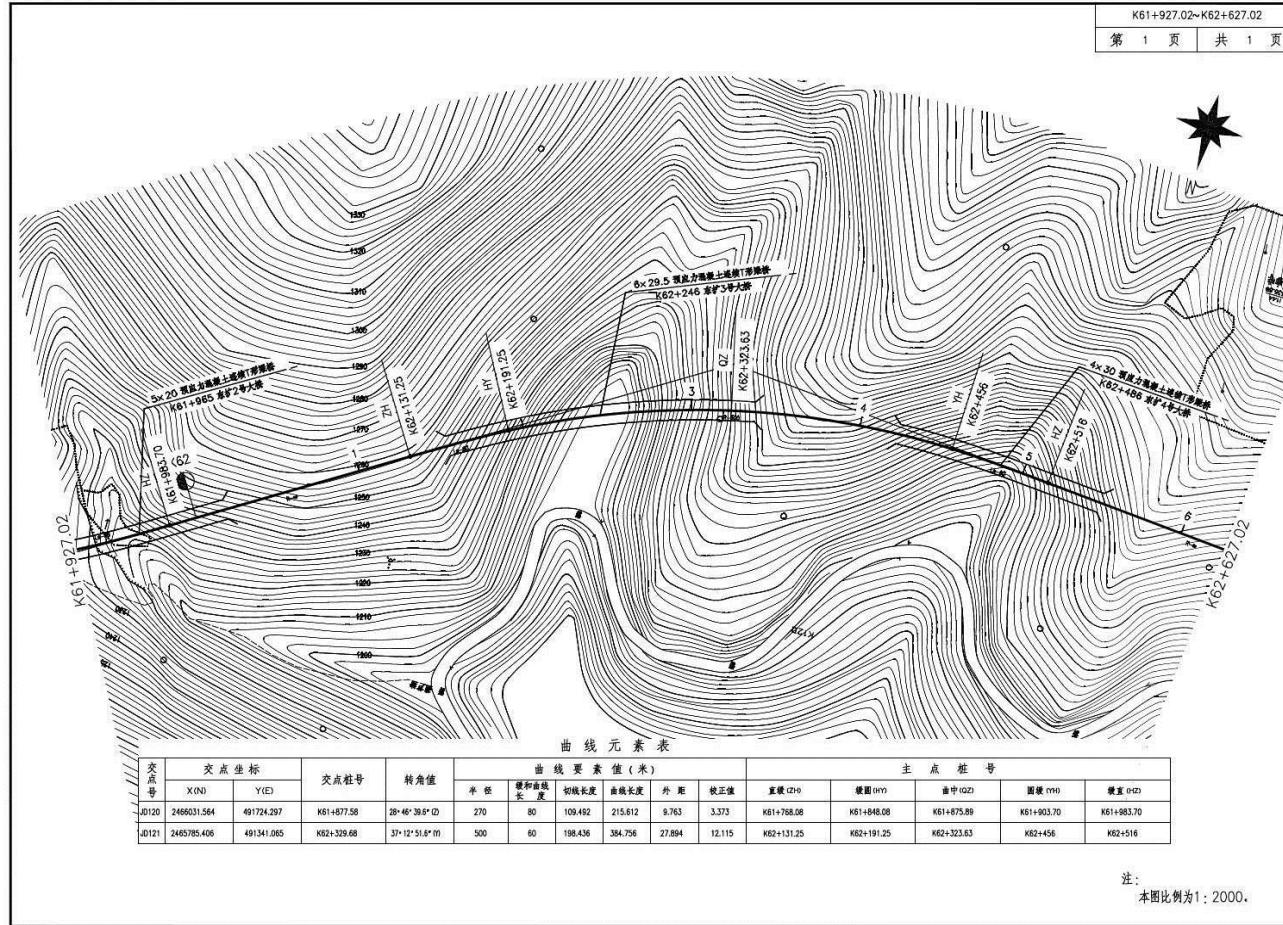 K61+927.02~K62+627.02
第 1 页 共 1 页
1330
1320
1310
1300
1290
1280
1270
1260
1250
1240
1230
1220
1210
1200
5×20 预应力混凝土连续T形梁桥
K61+965 东圹2号大桥
6×29.5 预应力混凝土连续T形梁桥
K62+246 东圹3号大桥
4×30 预应力混凝土连续T形梁桥
K62+486 东圹4号大桥
K61+927.02
HZ
K61+983.70
K62
1
ZH
K62+131.25
HY
K62+191.25
3
QZ
K62+323.63
4
YH
K62+456
5
HZ
K62+516
6
K62+627.02
K120
N
曲线元素表
交点号 交点坐标 交点桩号 转角值 曲线要素值(米) 主点桩号
X(N) Y(E) 半径 缓和曲线长度 切线长度 曲线长度 外距 校正值 直缓(ZH) 缓圆(HY) 曲中(QZ) 圆缓(YH) 缓直(HZ)
JD120 2466031.564 491724.297 K61+877.58 28°46'39.6"(Z) 270 80 109.492 215.612 9.763 3.373 K61+768.08 K61+848.08 K61+875.89 K61+903.70 K61+983.70
JD121 2465785.406 491341.065 K62+329.68 37°12'51.6"(Y) 500 60 198.436 384.756 27.894 12.115 K62+131.25 K62+191.25 K62+323.63 K62+456 K62+516
注:
本图比例为1:2000.